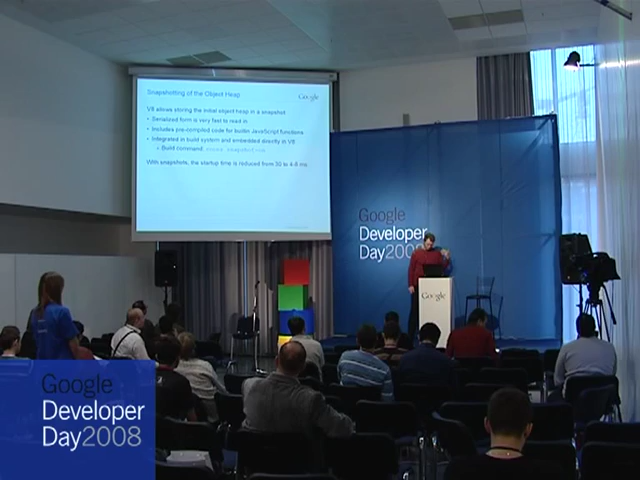 Snapshotting of the Object Heap
Google
V8 allows storing the initial object heap in a snapshot
• Serialized form is very fast to read in
• Includes pre-compiled code for builtin JavaScript functions
• Integrated in build system and embedded directly in V8
Build command:
With snapshots, the startup time is reduced from 30 to 4-8 ms
Google
Developer
Day2008
Google
Google
Developer
Day2008